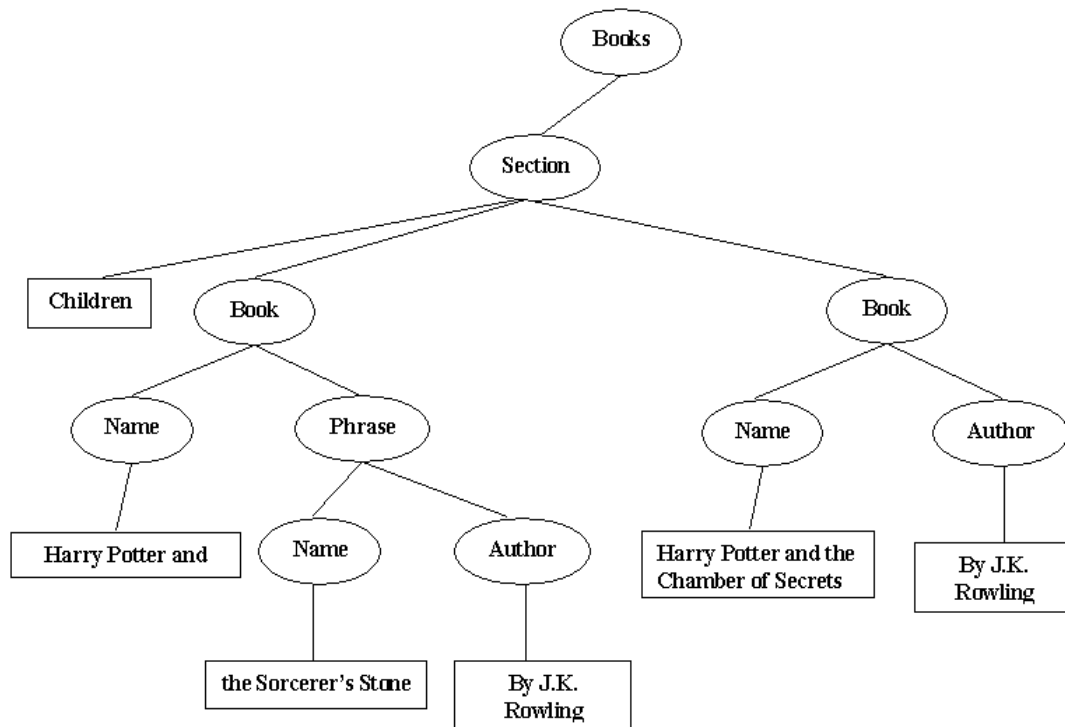 Books
Section
Children
Book
Book
Name
Phrase
Name
Author
Harry Potter and
Name
Author
Harry Potter and the
Chamber of Secrets
By J.K.
Rowling
the Sorcerer's Stone
By J.K.
Rowling